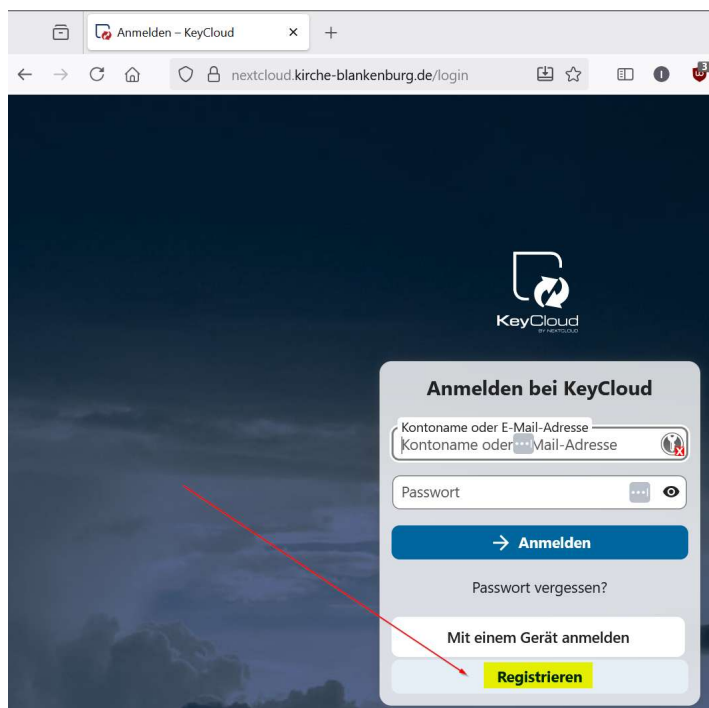 Anmelden – KeyCloud
nextcloud.kirche-blankenburg.de/login
3
KeyCloud
BY NEXTCLOUD
Anmelden bei KeyCloud
Kontoname oder E-Mail-Adresse
Kontoname oder Mail-Adresse
Passwort
→ Anmelden
Passwort vergessen?
Mit einem Gerät anmelden
Registrieren